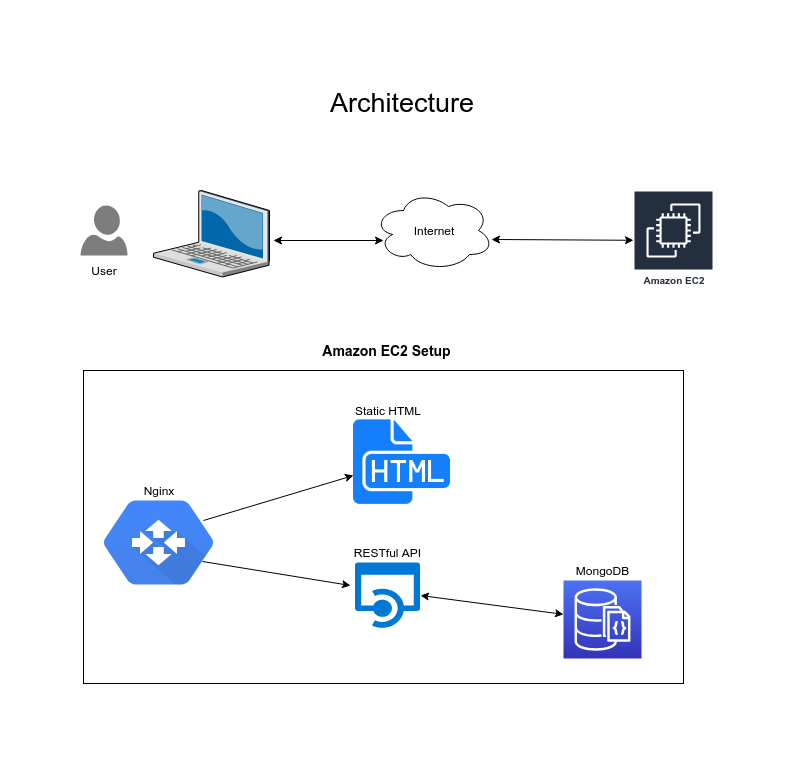 Architecture
User
Internet
Amazon EC2
Amazon EC2 Setup
Static HTML
HTML
Nginx
RESTful API
MongoDB
{}